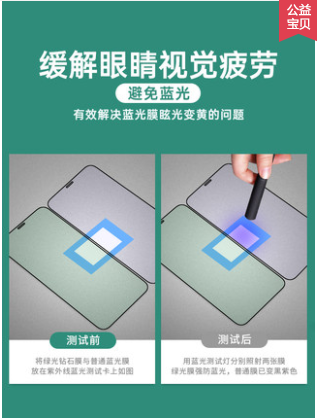 公益
宝贝
缓解眼睛视觉疲劳
避免蓝光
有效解决蓝光膜眩光变黄的问题
测试前
测试后
将绿光钻石膜与普通蓝光膜
放在紫外线蓝光测试卡上如图
用蓝光测试灯分别照射两张膜
绿光膜强防蓝光，普通膜已变黑紫色